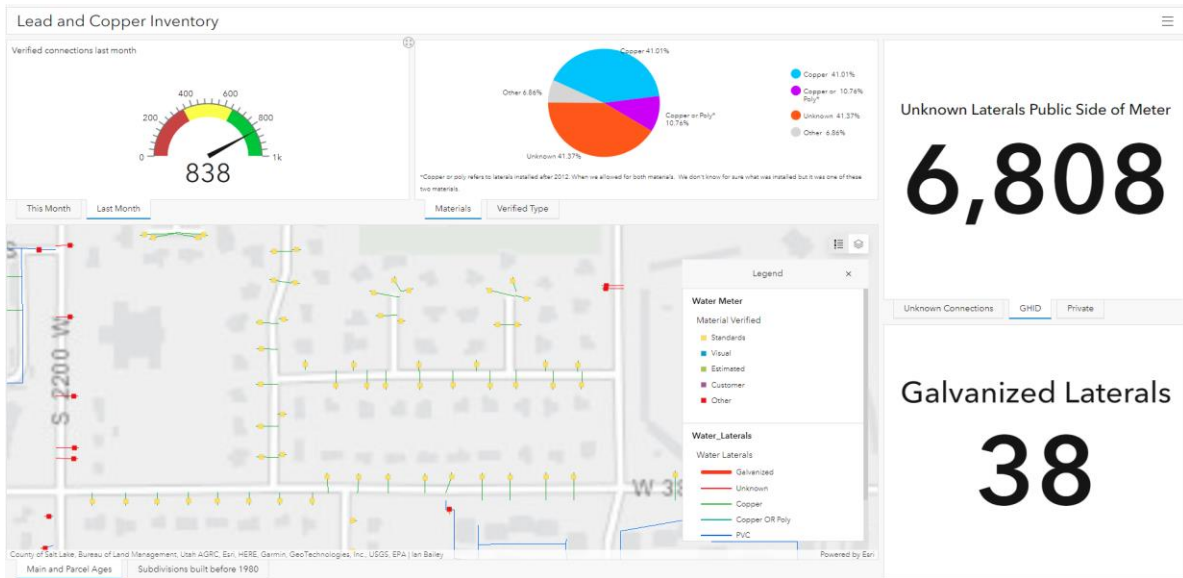 Lead and Copper Inventory
Verified connections last month
0
200
400
600
800
1k
838
This Month
Last Month
Copper 41.01%
Other 6.86%
Copper or Poly*
10.76%
Unknown 41.37%
Copper 41.01%
Copper or 10.76%
Poly*
Unknown 41.37%
Other 6.86%
*Copper or poly refers to laterals installed after 2012. When we allowed for both materials. We don't know for sure what was installed but it was one of these
two materials.
Materials
Verified Type
Unknown Laterals Public Side of Meter
6,808
Unknown Connections
GHID
Private
Galvanized Laterals
38
S 2200 W
W 38
Legend
Water Meter
Material Verified
Standards
Visual
Estimated
Customer
Other
Water_Laterals
Water Laterals
Galvanized
Unknown
Copper
Copper OR Poly
PVC
County of Salt Lake, Bureau of Land Management, Utah AGRC, Esri, HERE, Garmin, GeoTechnologies, Inc., USGS, EPA | Ian Bailey
Powered by Esri
Main and Parcel Ages
Subdivisions built before 1980